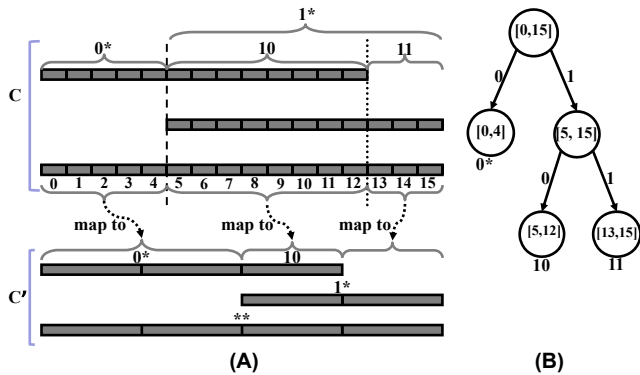 1*
0* 10 11
C
0 1 2 3 4 5 6 7 8 9 10 11 12 13 14 15
map to map to map to
0* 10
1*
C'
**
(A)
[0,15]
0 1
[0,4] [5, 15]
0*
0 1
[5,12] [13,15]
10 11
(B)